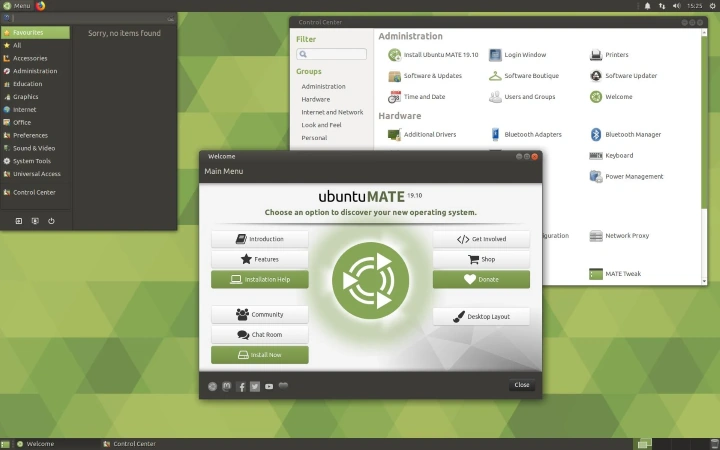 Menu
15:25
Favourites
All
Accessories
Administration
Education
Graphics
Internet
Office
Preferences
Sound & Video
System Tools
Universal Access
Control Center
Sorry, no items found
Control Center
Filter
Groups
Administration
Hardware
Internet and Network
Look and Feel
Personal
Administration
Install Ubuntu MATE 19.10
Login Window
Printers
Software & Updates
Software Boutique
Software Updater
Time and Date
Users and Groups
Welcome
Hardware
Additional Drivers
Bluetooth Adapters
Bluetooth Manager
Keyboard
Power Management
Network Proxy
MATE Tweak
Welcome
Main Menu
ubuntu MATE 19.10
Choose an option to discover your new operating system.
Introduction
Features
Installation Help
Community
Chat Room
Install Now
Get Involved
Shop
Donate
Desktop Layout
Close
Welcome
Control Center